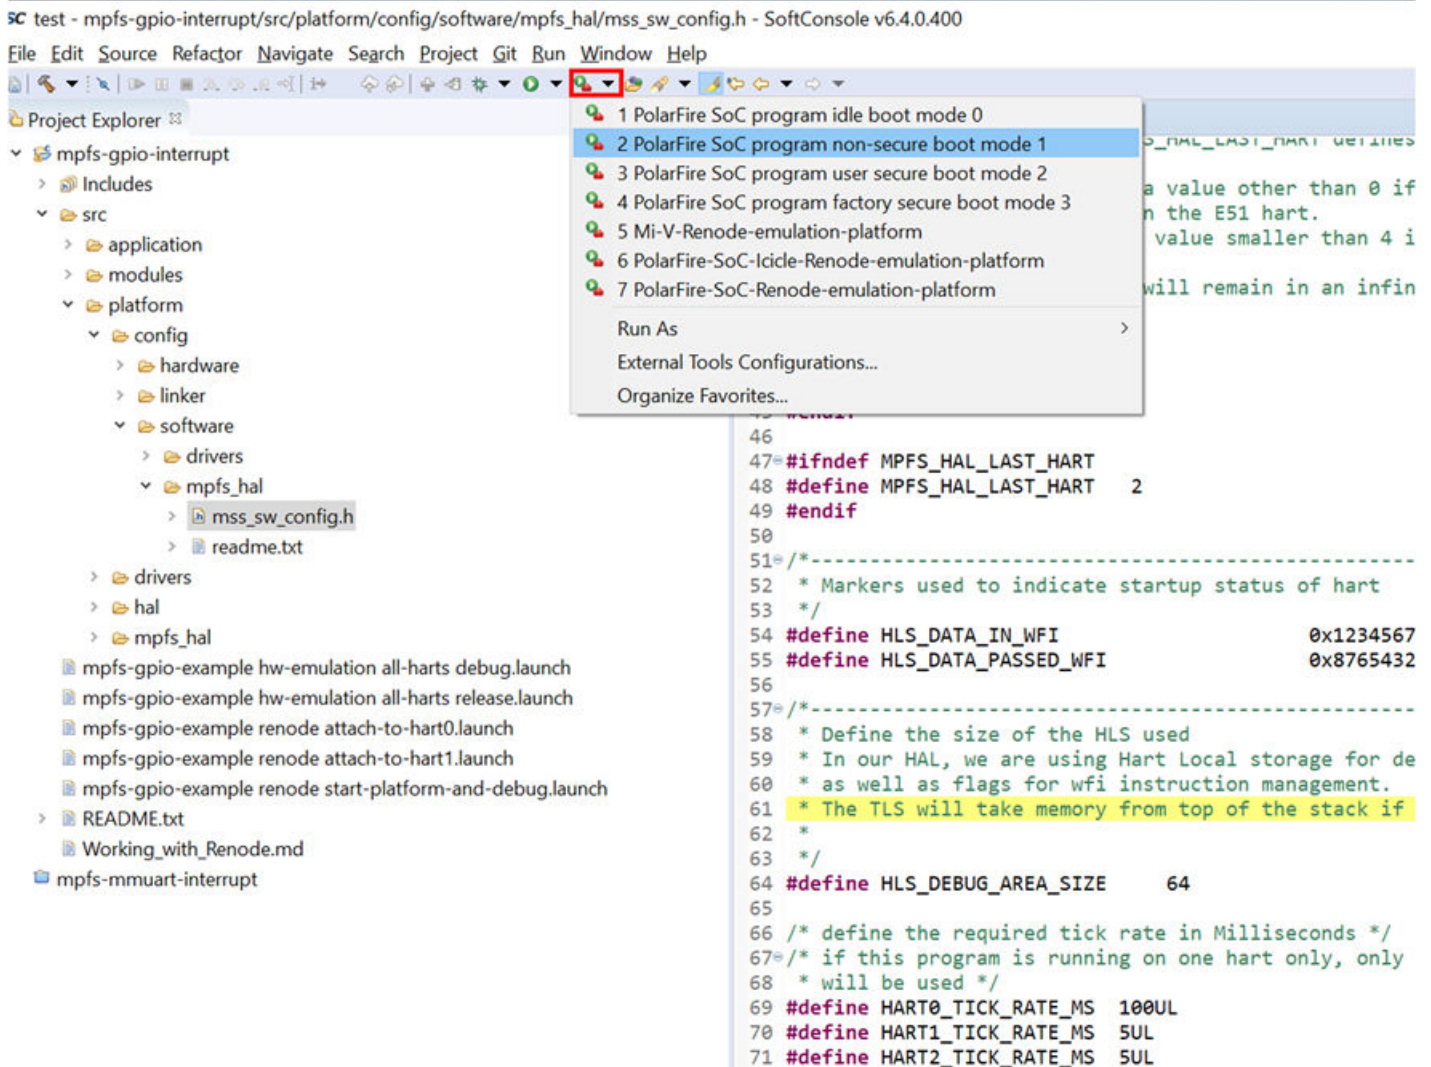 SC test - mpfs-gpio-interrupt/src/platform/config/software/mpfs_hal/mss_sw_config.h - SoftConsole v6.4.0.400
File Edit Source Refactor Navigate Search Project Git Run Window Help
Project Explorer
mpfs-gpio-interrupt
Includes
src
application
modules
platform
config
hardware
linker
software
drivers
mpfs_hal
mss_sw_config.h
readme.txt
drivers
hal
mpfs_hal
mpfs-gpio-example hw-emulation all-harts debug.launch
mpfs-gpio-example hw-emulation all-harts release.launch
mpfs-gpio-example renode attach-to-hart0.launch
mpfs-gpio-example renode attach-to-hart1.launch
mpfs-gpio-example renode start-platform-and-debug.launch
README.txt
Working_with_Renode.md
mpfs-mmuart-interrupt
1 PolarFire SoC program idle boot mode 0
2 PolarFire SoC program non-secure boot mode 1
3 PolarFire SoC program user secure boot mode 2
4 PolarFire SoC program factory secure boot mode 3
5 Mi-V-Renode-emulation-platform
6 PolarFire-SoC-Icicle-Renode-emulation-platform
7 PolarFire-SoC-Renode-emulation-platform
Run As
External Tools Configurations...
Organize Favorites...
S_HAL_LAST_HART defines
a value other than 0 if
n the E51 hart.
value smaller than 4 i
will remain in an infin
45 #endif
46
47 #ifndef MPFS_HAL_LAST_HART
48 #define MPFS_HAL_LAST_HART 2
49 #endif
50
51 /*--------------------------------------------------
52 * Markers used to indicate startup status of hart
53 */
54 #define HLS_DATA_IN_WFI 0x1234567
55 #define HLS_DATA_PASSED_WFI 0x8765432
56
57 /*--------------------------------------------------
58 * Define the size of the HLS used
59 * In our HAL, we are using Hart Local storage for de
60 * as well as flags for wfi instruction management.
61 * The TLS will take memory from top of the stack if
62 *
63 */
64 #define HLS_DEBUG_AREA_SIZE 64
65
66 /* define the required tick rate in Milliseconds */
67 /* if this program is running on one hart only, only
68 * will be used */
69 #define HART0_TICK_RATE_MS 100UL
70 #define HART1_TICK_RATE_MS 5UL
71 #define HART2_TICK_RATE_MS 5UL